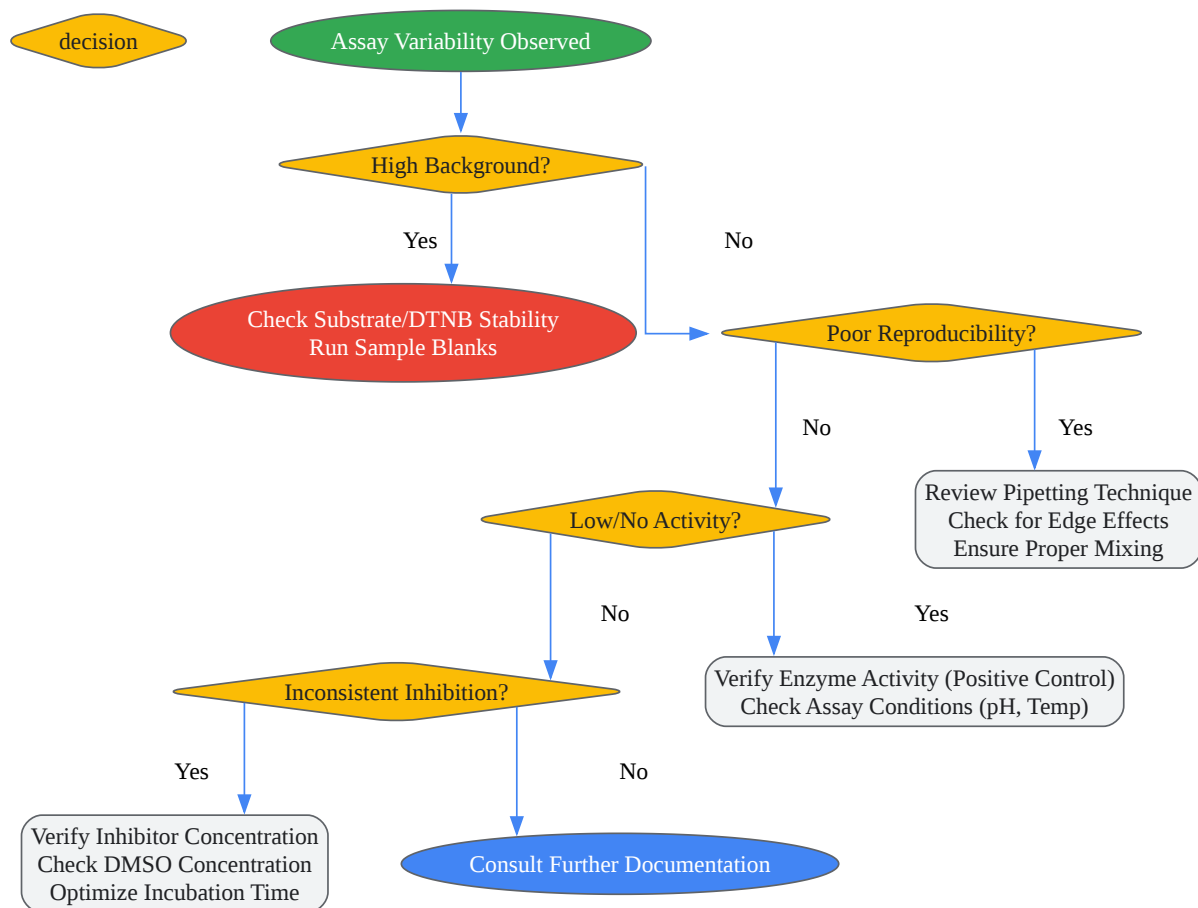 decision
Assay Variability Observed
High Background?
Yes
No
Check Substrate/DTNB Stability
Run Sample Blanks
Poor Reproducibility?
No
Yes
Review Pipetting Technique
Check for Edge Effects
Ensure Proper Mixing
Low/No Activity?
No
Yes
Verify Enzyme Activity (Positive Control)
Check Assay Conditions (pH, Temp)
Inconsistent Inhibition?
Yes
No
Verify Inhibitor Concentration
Check DMSO Concentration
Optimize Incubation Time
Consult Further Documentation